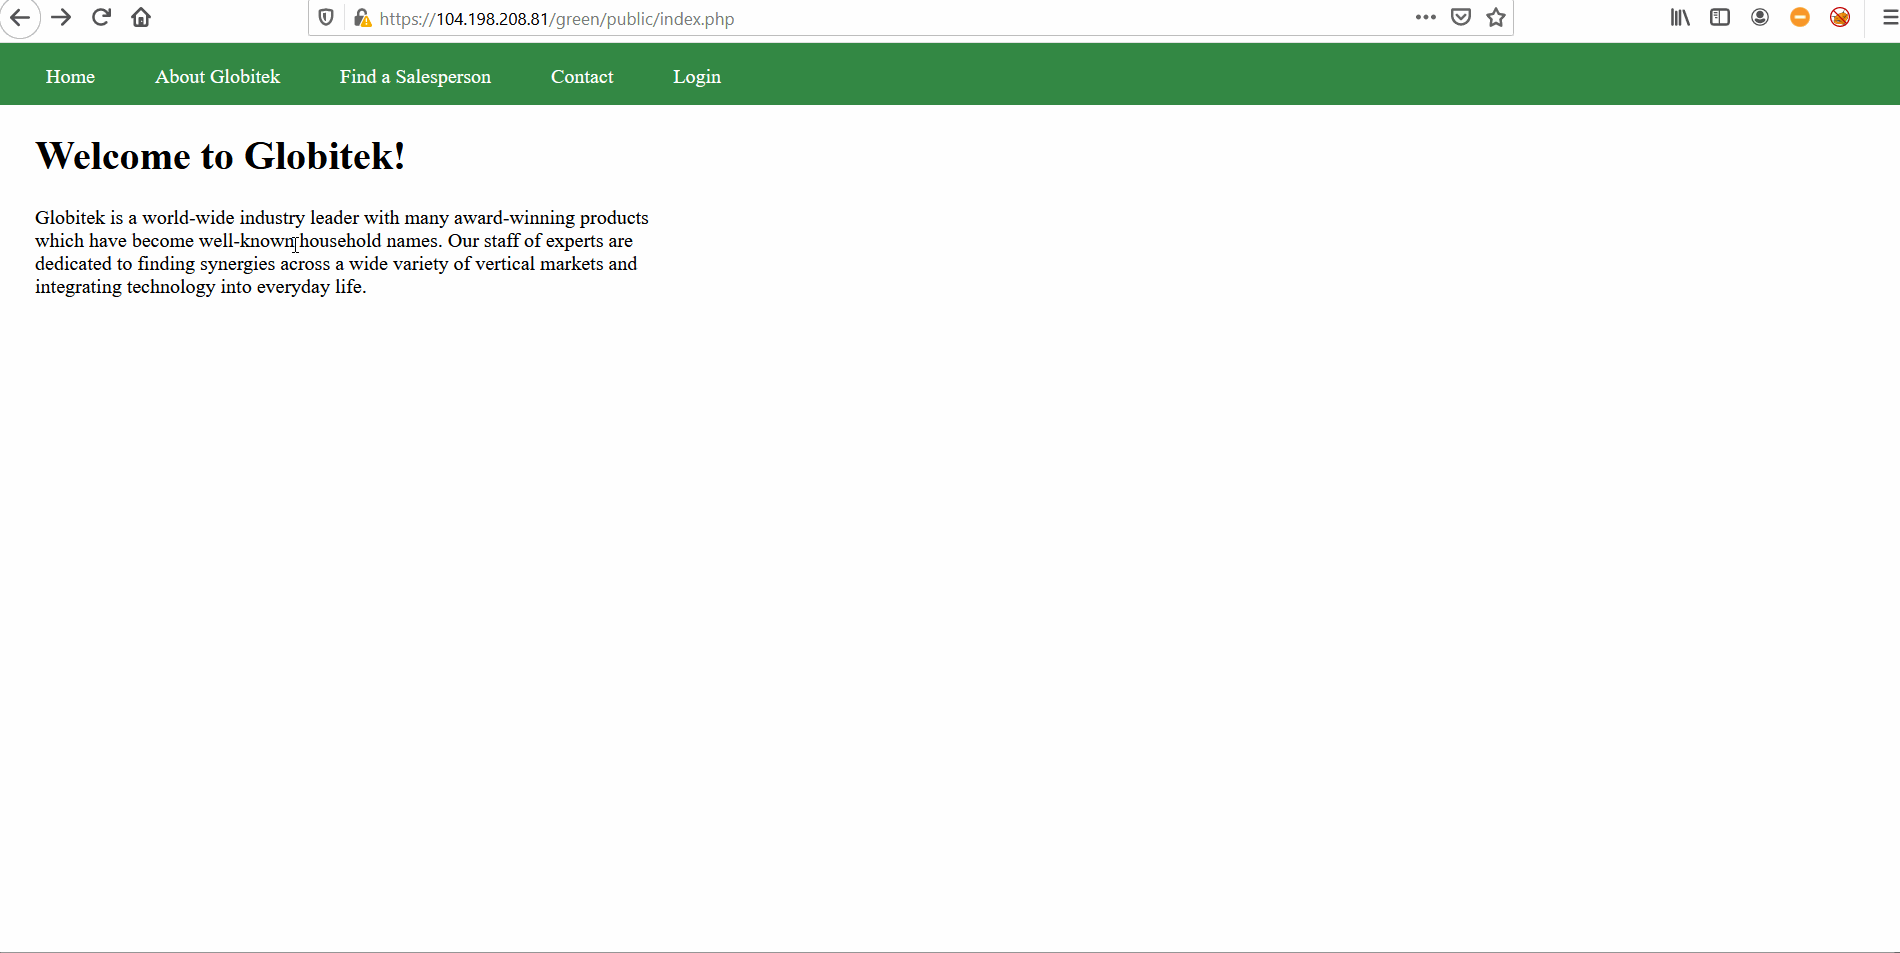 https://104.198.208.81/green/public/index.php
Home About Globitek Find a Salesperson Contact Login
Welcome to Globitek!
Globitek is a world-wide industry leader with many award-winning products
which have become well-known household names. Our staff of experts are
dedicated to finding synergies across a wide variety of vertical markets and
integrating technology into everyday life.